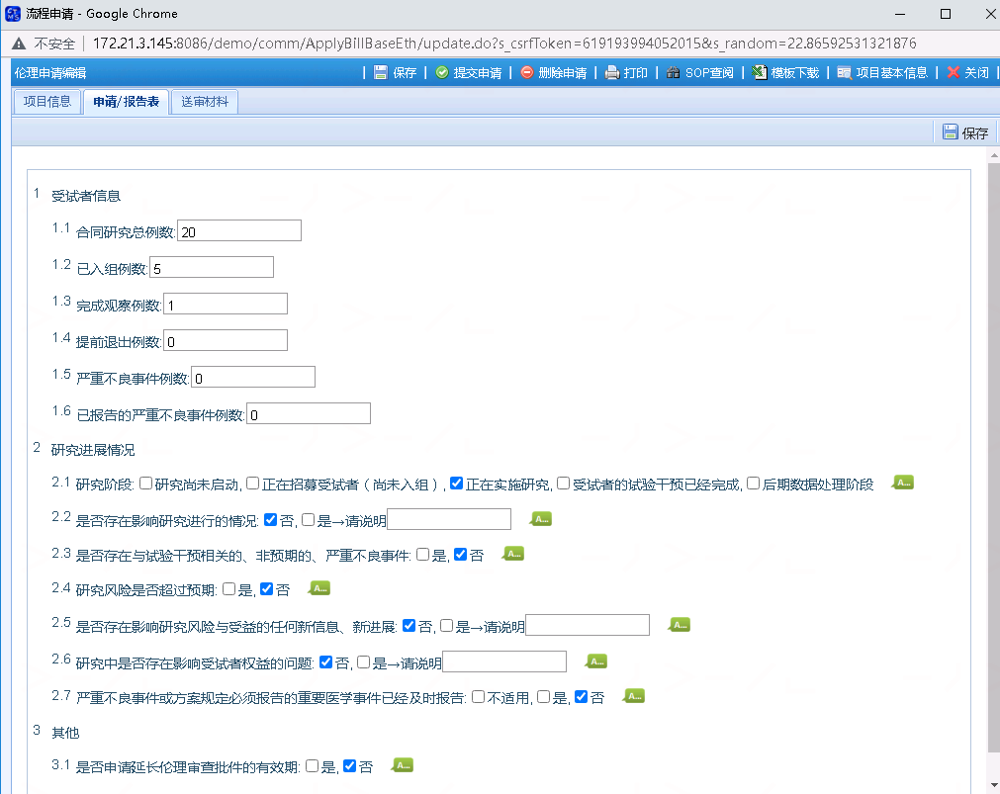 流程申请 - Google Chrome
不安全 | 172.21.3.145:8086/demo/comm/ApplyBillBaseEth/update.do?s_csrfToken=619193994052015&s_random=22.86592531321876
伦理申请编辑 | 保存 | 提交申请 | 删除申请 | 打印 | SOP查阅 | 模板下载 | 项目基本信息 | 关闭
项目信息 申请/报告表 送审材料
保存
1 受试者信息
1.1 合同研究总例数: 20
1.2 已入组例数: 5
1.3 完成观察例数: 1
1.4 提前退出例数: 0
1.5 严重不良事件例数: 0
1.6 已报告的严重不良事件例数: 0
2 研究进展情况
2.1 研究阶段: 研究尚未启动, 正在招募受试者（尚未入组）, 正在实施研究, 受试者的试验干预已经完成, 后期数据处理阶段 A...
2.2 是否存在影响研究进行的情况: 否, 是→请说明 A...
2.3 是否存在与试验干预相关的、非预期的、严重不良事件: 是, 否 A...
2.4 研究风险是否超过预期: 是, 否 A...
2.5 是否存在影响研究风险与受益的任何新信息、新进展: 否, 是→请说明 A...
2.6 研究中是否存在影响受试者权益的问题: 否, 是→请说明 A...
2.7 严重不良事件或方案规定必须报告的重要医学事件已经及时报告: 不适用, 是, 否 A...
3 其他
3.1 是否申请延长伦理审查批件的有效期: 是, 否 A...